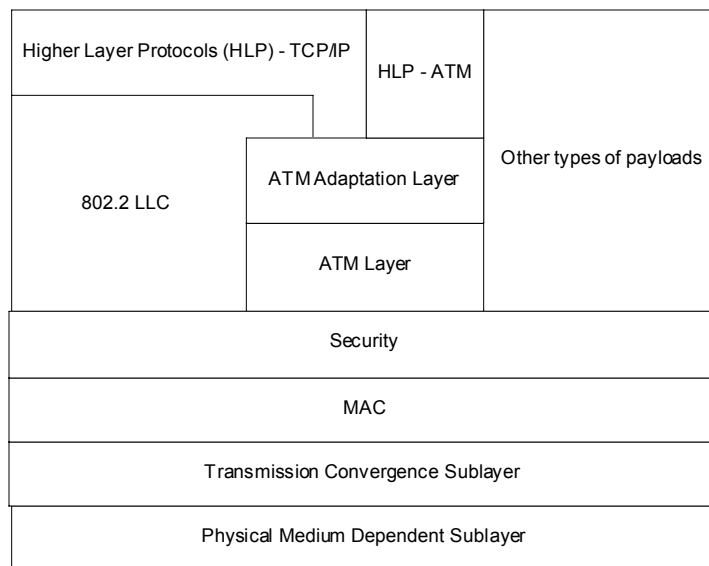 Higher Layer Protocols (HLP) - TCP/IP
HLP - ATM
Other types of payloads
ATM Adaptation Layer
802.2 LLC
ATM Layer
Security
MAC
Transmission Convergence Sublayer
Physical Medium Dependent Sublayer